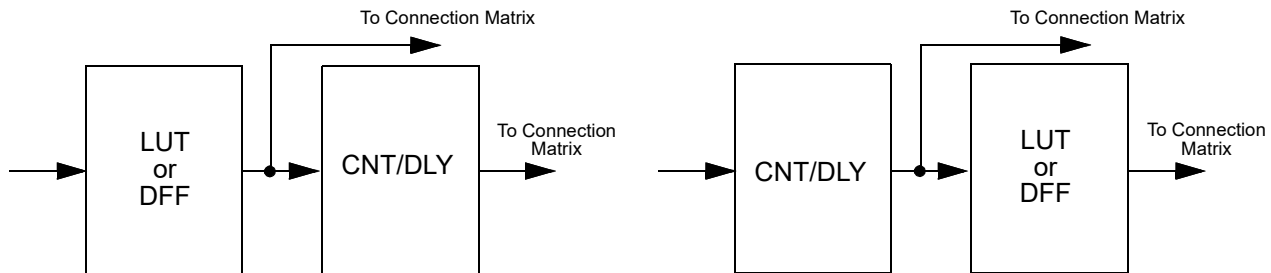 To Connection Matrix
LUT
or
DFF
CNT/DLY
To Connection
Matrix
To Connection Matrix
CNT/DLY
LUT
or
DFF
To Connection
Matrix